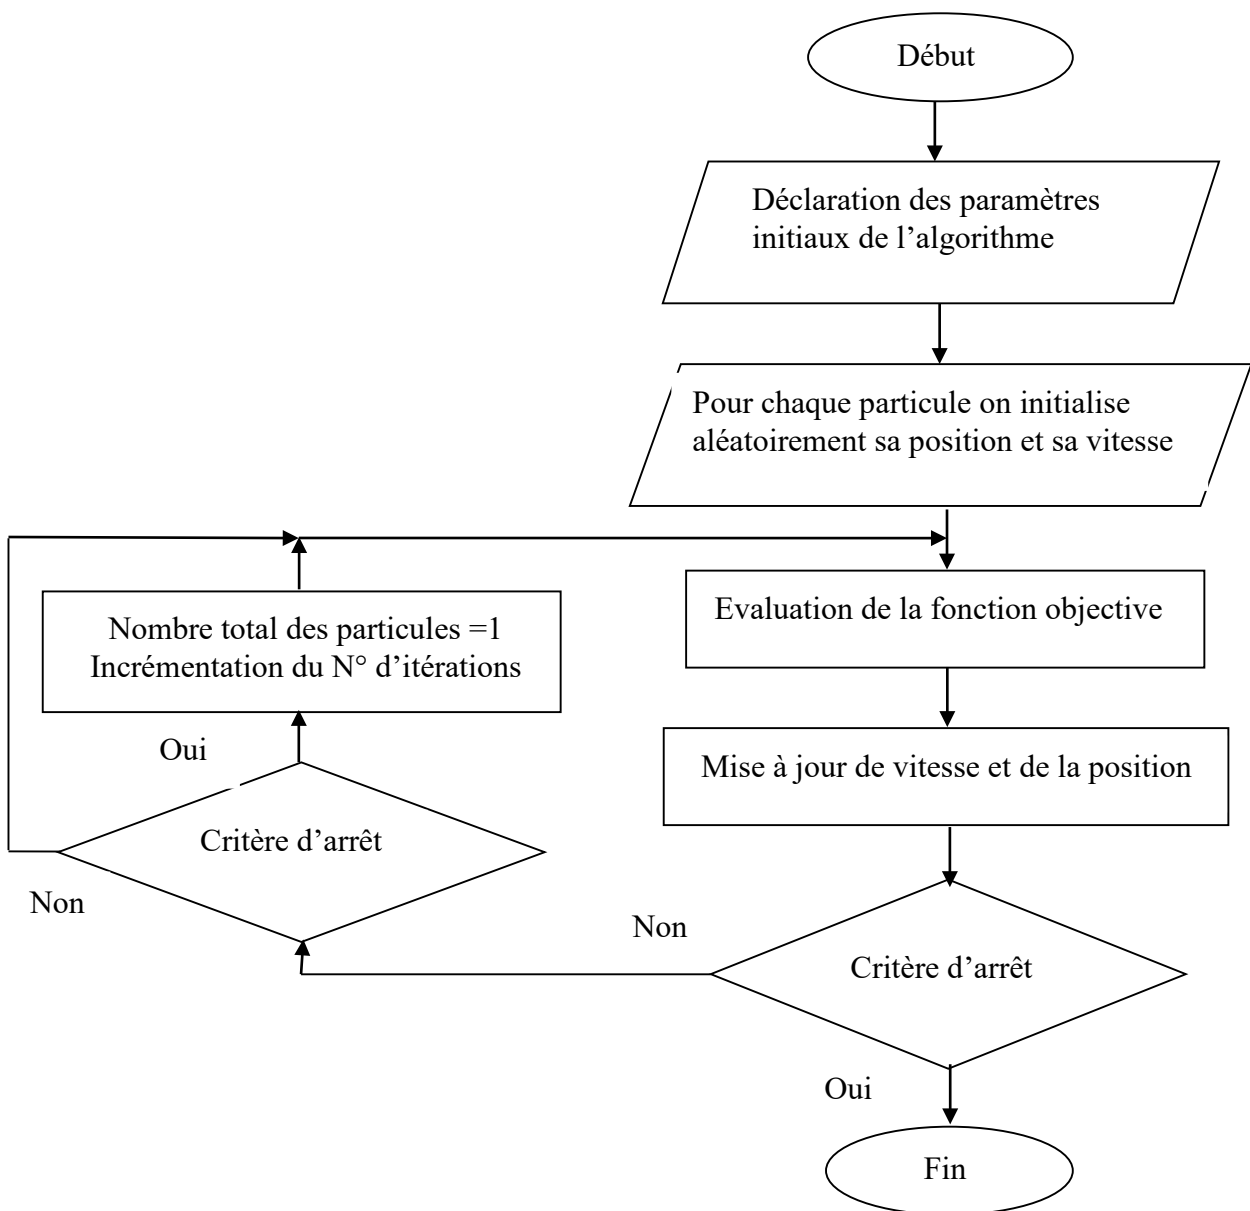 Début
Déclaration des paramètres
initiaux de l’algorithme
Pour chaque particule on initialise
aléatoirement sa position et sa vitesse
Evaluation de la fonction objective
Nombre total des particules =1
Incrémentation du N° d’itérations
Mise à jour de vitesse et de la position
Oui
Critère d’arrêt
Non
Non
Critère d’arrêt
Oui
Fin